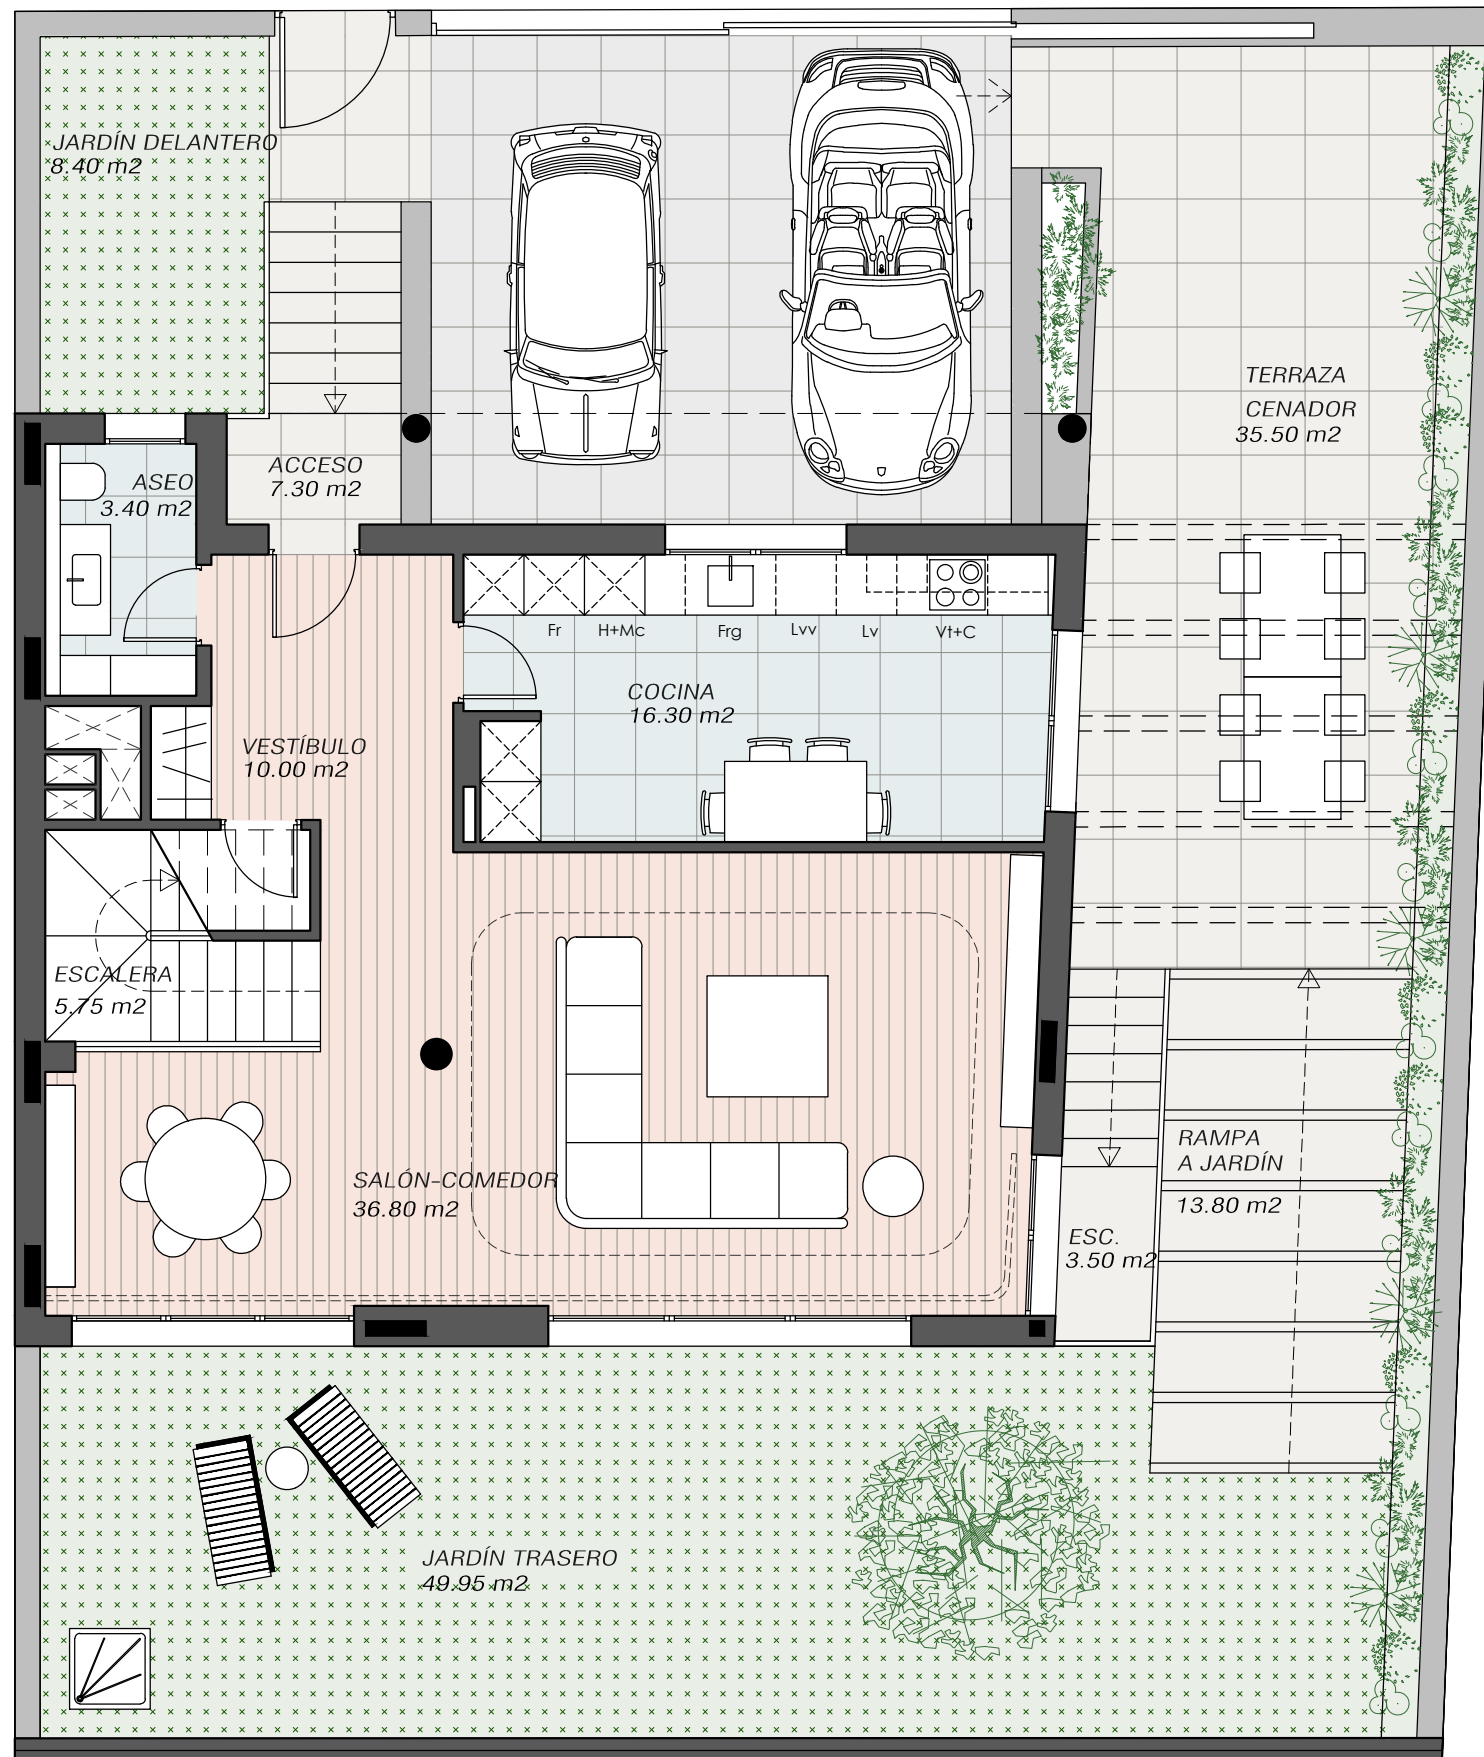 JARDÍN DELANTERO
8.40 m2
TERRAZA
CENADOR
35.50 m2
ACCESO
7.30 m2
ASEO
3.40 m2
Fr
H+Mc
Frg
Lvv
Lv
Vt+C
COCINA
16.30 m2
VESTÍBULO
10.00 m2
ESCALERA
5.75 m2
SALÓN-COMEDOR
36.80 m2
RAMPA
A JARDÍN
13.80 m2
ESC.
3.50 m2
JARDÍN TRASERO
49.95 m2